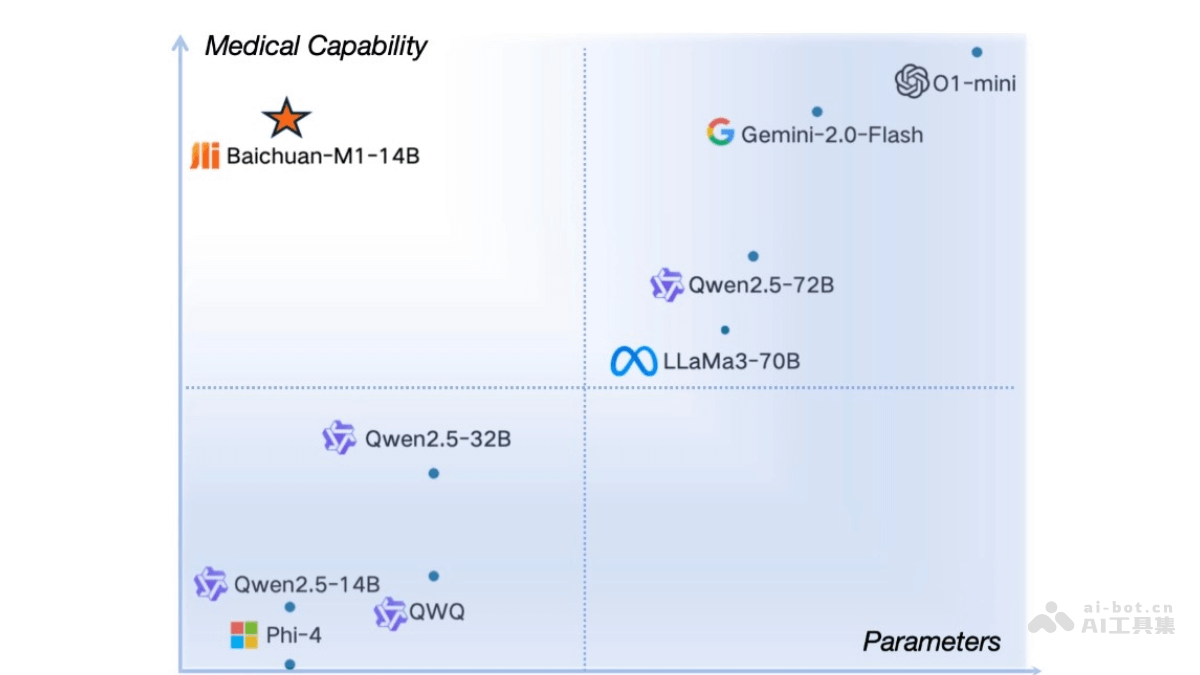 Medical Capability
O1-mini
Gemini-2.0-Flash
Baichuan-M1-14B
Qwen2.5-72B
LLaMa3-70B
Qwen2.5-32B
Qwen2.5-14B
QWQ
Phi-4
Parameters
ai-bot.cn
AI工具集